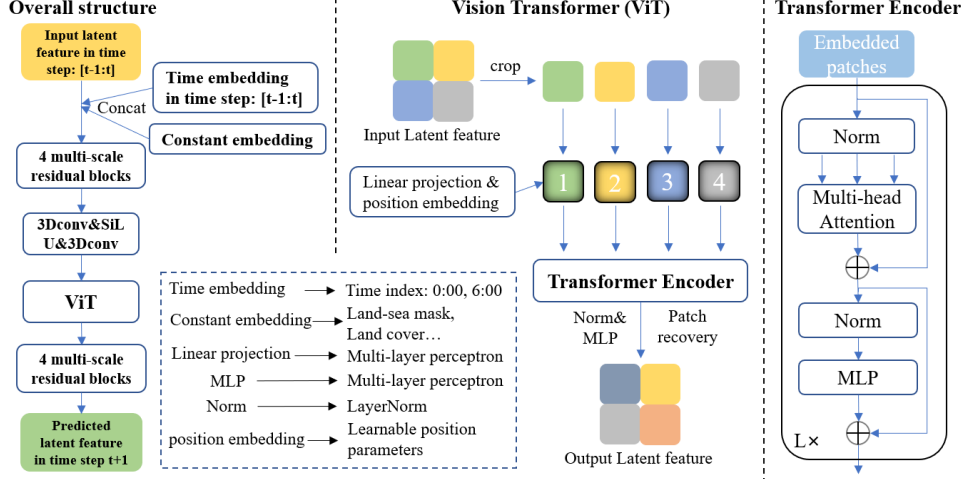 Overall structure
Input latent
feature in time
step: [t-1:t]
Time embedding
in time step: [t-1:t]
Concat
Constant embedding
4 multi-scale
residual blocks
3Dconv&SiL
U&3Dconv
ViT
4 multi-scale
residual blocks
Predicted
latent feature
in time step t+1
Vision Transformer (ViT)
crop
Input Latent feature
Linear projection &
position embedding
1
2
3
4
Transformer Encoder
Norm&
MLP
Patch
recovery
Output Latent feature
Time embedding
Time index: 0:00, 6:00
Constant embedding
Land-sea mask,
Land cover…
Linear projection
Multi-layer perceptron
MLP
Multi-layer perceptron
Norm
LayerNorm
position embedding
Learnable position
parameters
Transformer Encoder
Embedded
patches
Norm
Multi-head
Attention
Norm
MLP
L×